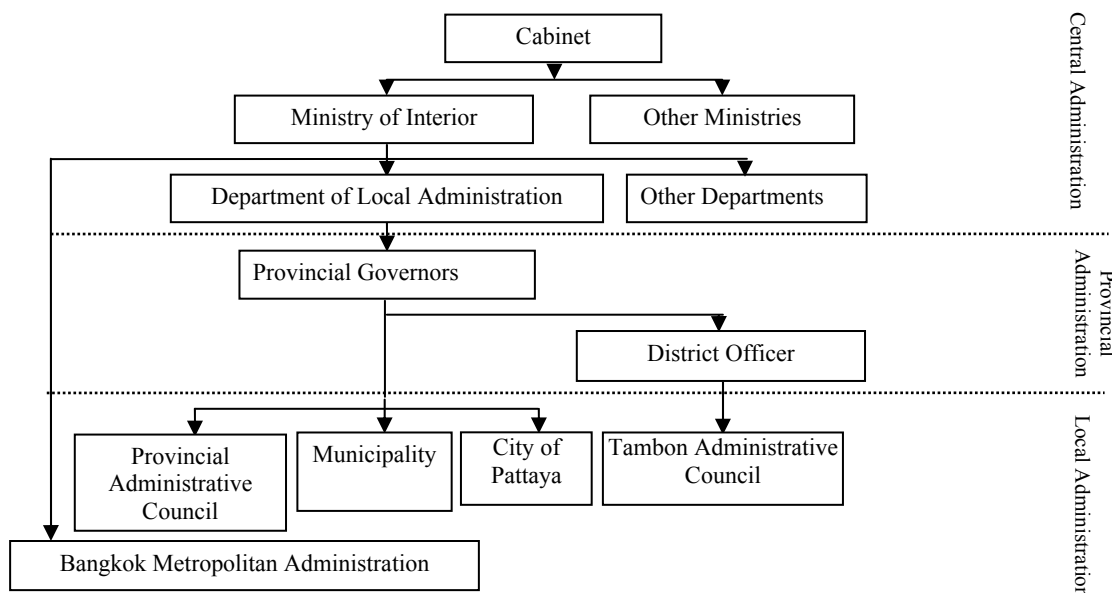 Cabinet
Ministry of Interior
Other Ministries
Department of Local Administration
Other Departments
Central Administration
Provincial Governors
District Officer
Provincial
Administration
Provincial
Administrative
Council
Municipality
City of
Pattaya
Tambon Administrative
Council
Bangkok Metropolitan Administration
Local Administration